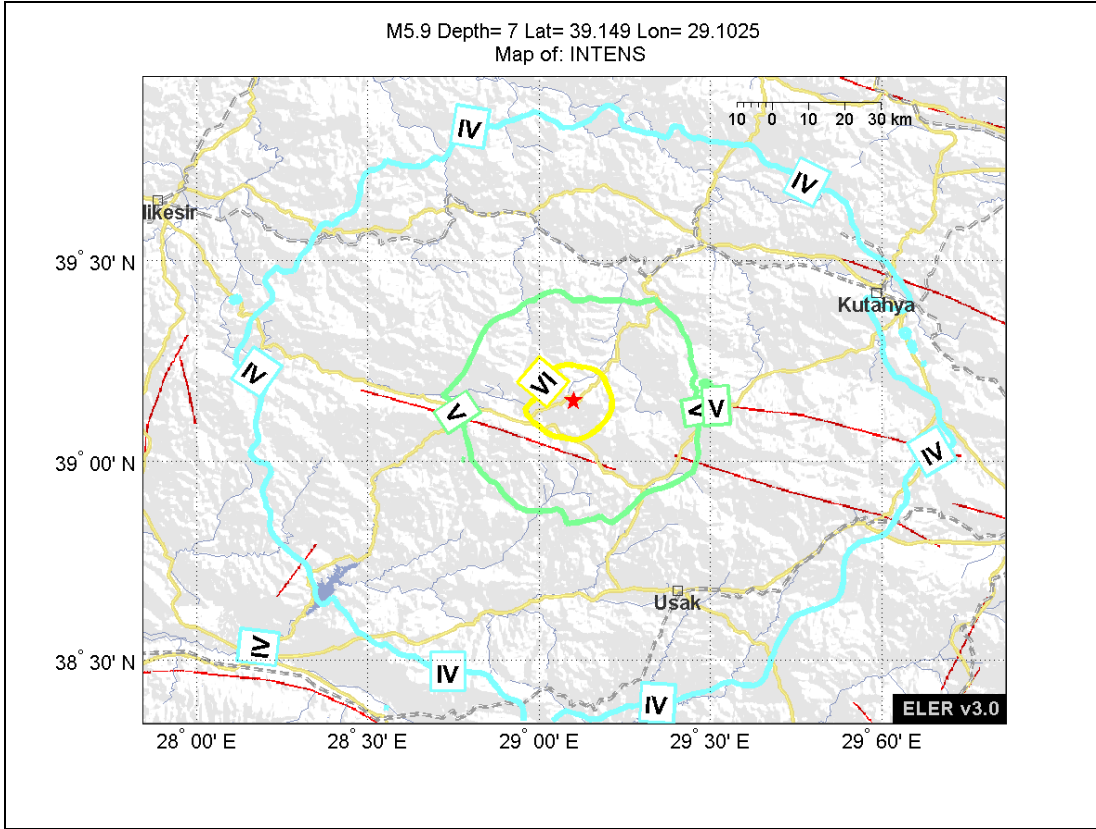 M5.9 Depth= 7 Lat= 39.149 Lon= 29.1025
Map of: INTENS
IV
10 0 10 20 30 km
IV
likesir
39° 30' N
Kutahya
IV
VI
V
V
V
IV
39° 00' N
Usak
IV
38° 30' N
IV
IV
ELER v3.0
28° 00' E
28° 30' E
29° 00' E
29° 30' E
29° 60' E